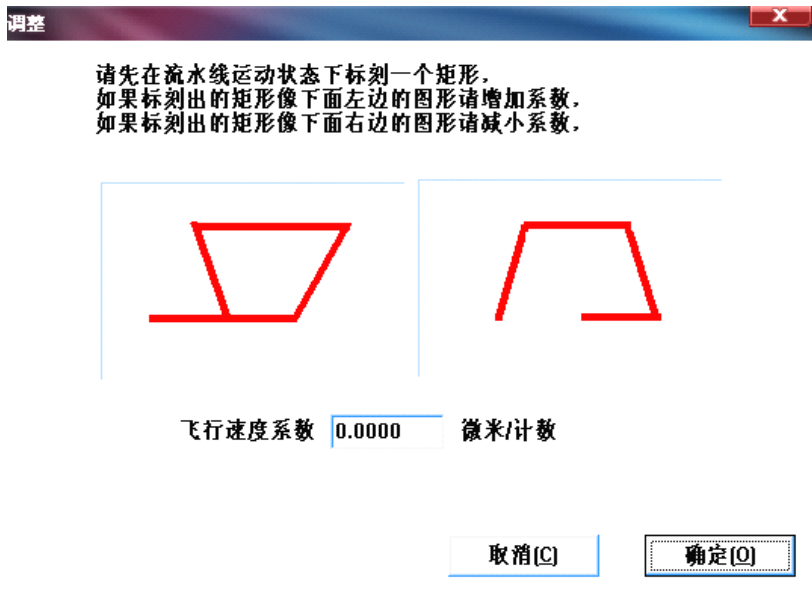 调整
请先在流水线运动状态下标刻一个矩形,
如果标刻出的矩形像下面左边的图形请增加系数,
如果标刻出的矩形像下面右边的图形请减小系数,
飞行速度系数 0.0000 微米/计数
取消(C) 确定(O)